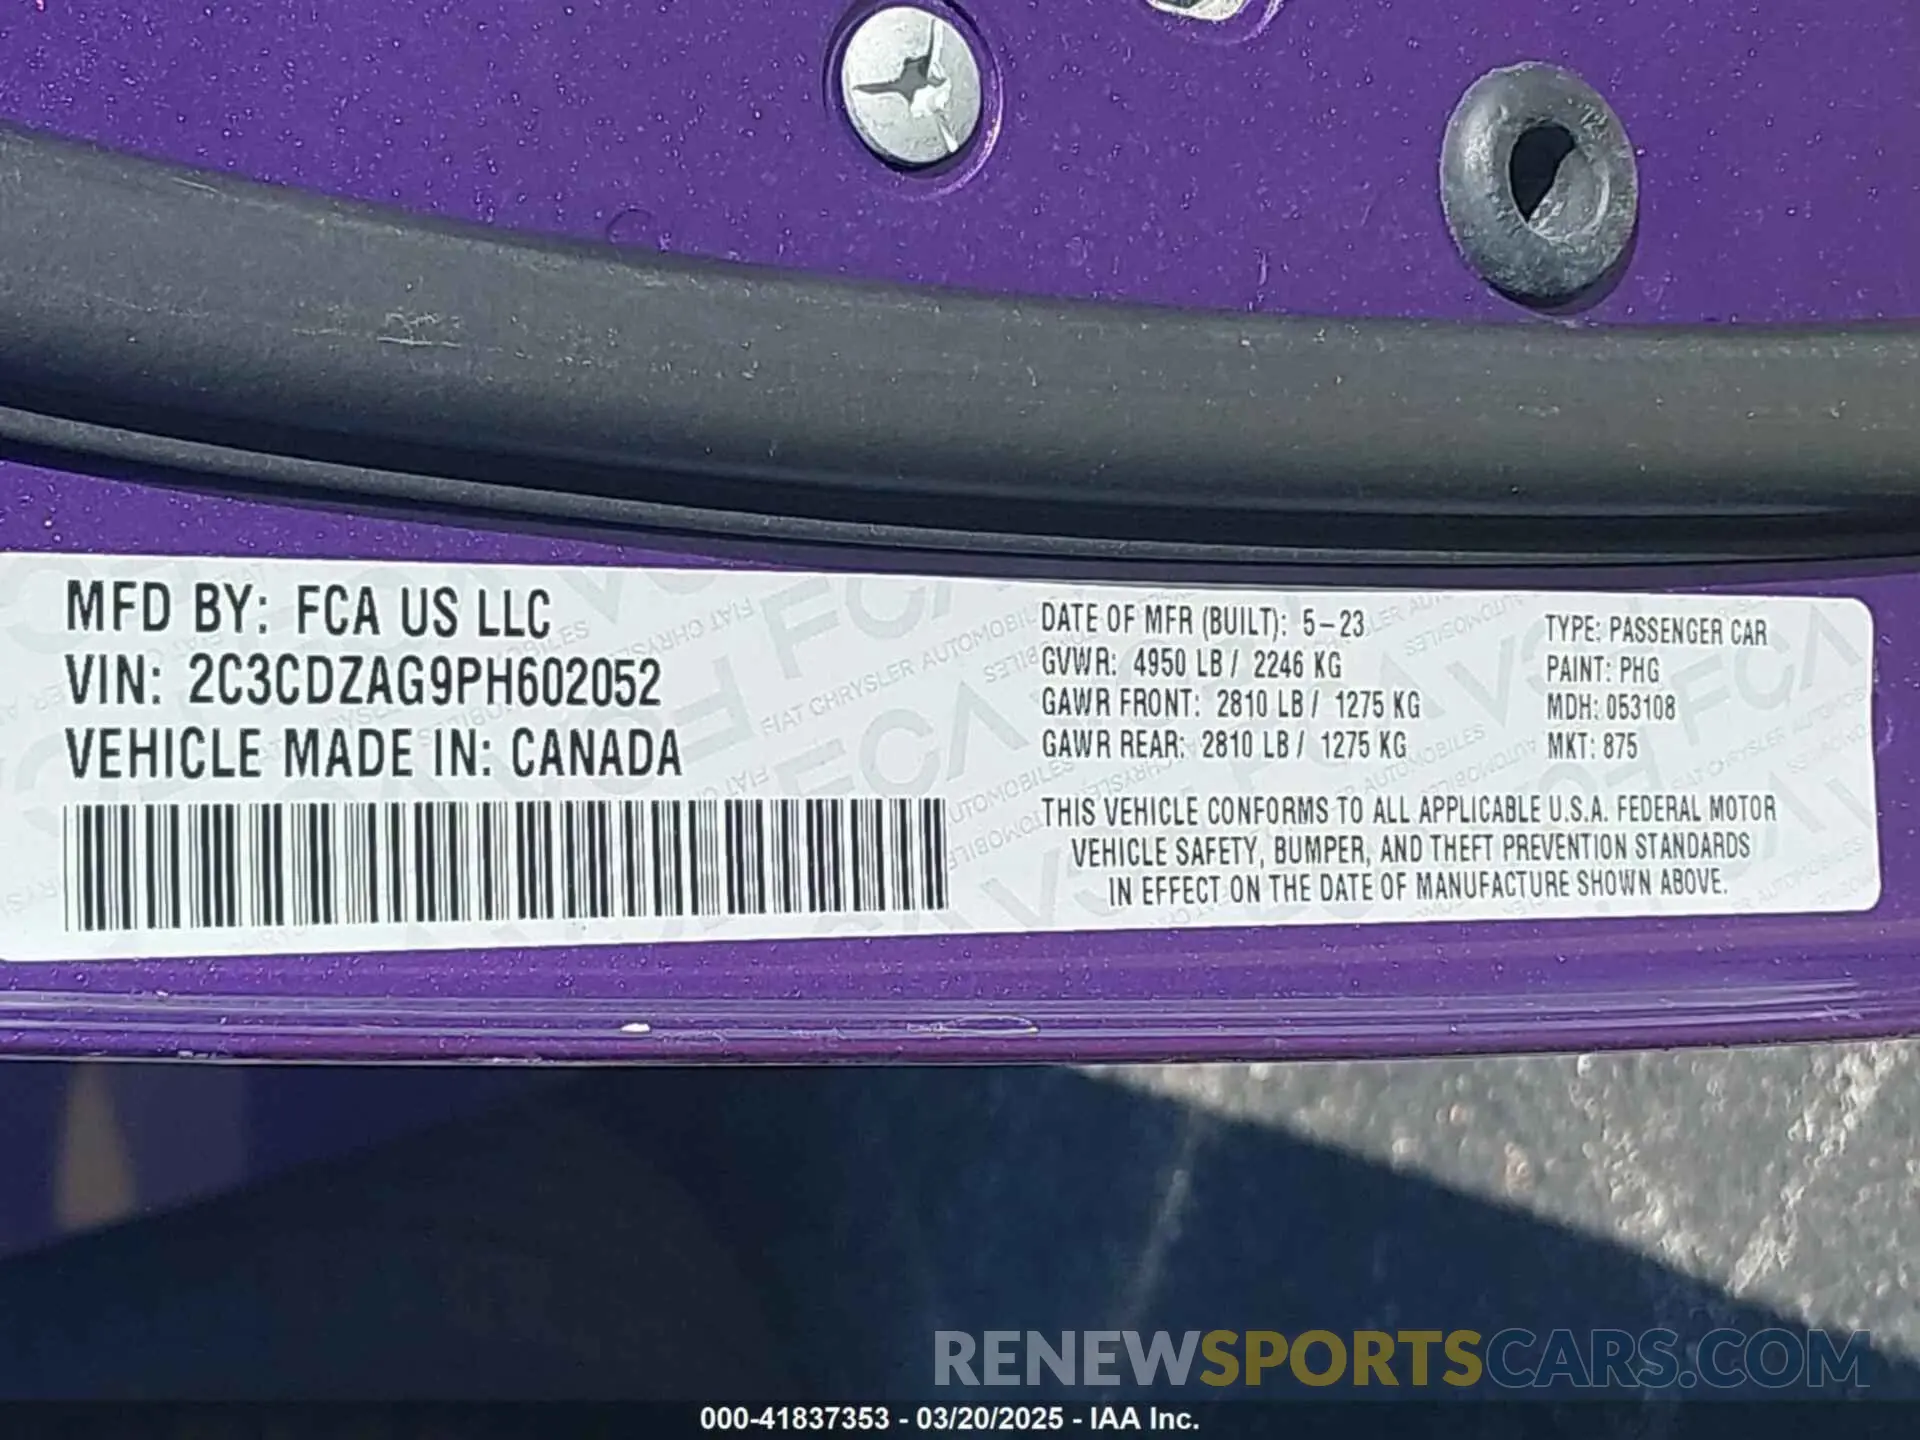 MFD BY: FCA US LLC
VIN: 2C3CDZAG9PH602052
VEHICLE MADE IN: CANADA
DATE OF MFR (BUILT): 5-23
GVWR: 4950 LB / 2246 KG
GAWR FRONT: 2810 LB / 1275 KG
GAWR REAR: 2810 LB / 1275 KG
TYPE: PASSENGER CAR
PAINT: PHG
MDH: 053108
MKT: 875
THIS VEHICLE CONFORMS TO ALL APPLICABLE U.S.A. FEDERAL MOTOR
VEHICLE SAFETY, BUMPER, AND THEFT PREVENTION STANDARDS
IN EFFECT ON THE DATE OF MANUFACTURE SHOWN ABOVE.
RENEWSPORTSCARS.COM
000-41837353 - 03/20/2025 - IAA Inc.